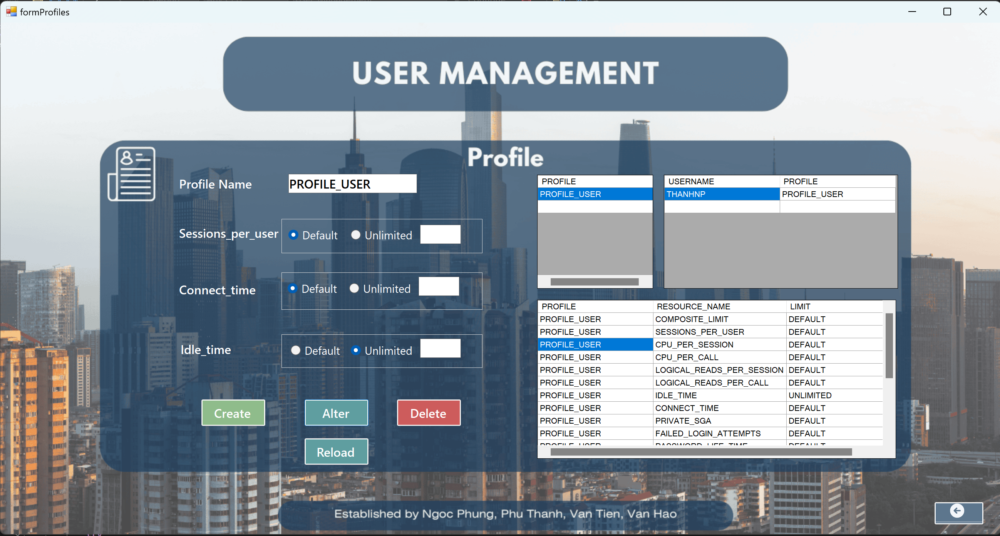 formProfiles
USER MANAGEMENT
Profile
Profile Name
PROFILE_USER
Sessions_per_user
Default
Unlimited
Connect_time
Default
Unlimited
Idle_time
Default
Unlimited
Create
Alter
Delete
Reload
PROFILE
PROFILE_USER
USERNAME PROFILE
THANHNP PROFILE_USER
PROFILE RESOURCE_NAME LIMIT
PROFILE_USER COMPOSITE_LIMIT DEFAULT
PROFILE_USER SESSIONS_PER_USER DEFAULT
PROFILE_USER CPU_PER_SESSION DEFAULT
PROFILE_USER CPU_PER_CALL DEFAULT
PROFILE_USER LOGICAL_READS_PER_SESSION DEFAULT
PROFILE_USER LOGICAL_READS_PER_CALL DEFAULT
PROFILE_USER IDLE_TIME UNLIMITED
PROFILE_USER CONNECT_TIME DEFAULT
PROFILE_USER PRIVATE_SGA DEFAULT
PROFILE_USER FAILED_LOGIN_ATTEMPTS DEFAULT
PROFILE_USER PASSWORD_LIFE_TIME DEFAULT
Established by Ngoc Phung, Phu Thanh, Van Tien, Van Hao